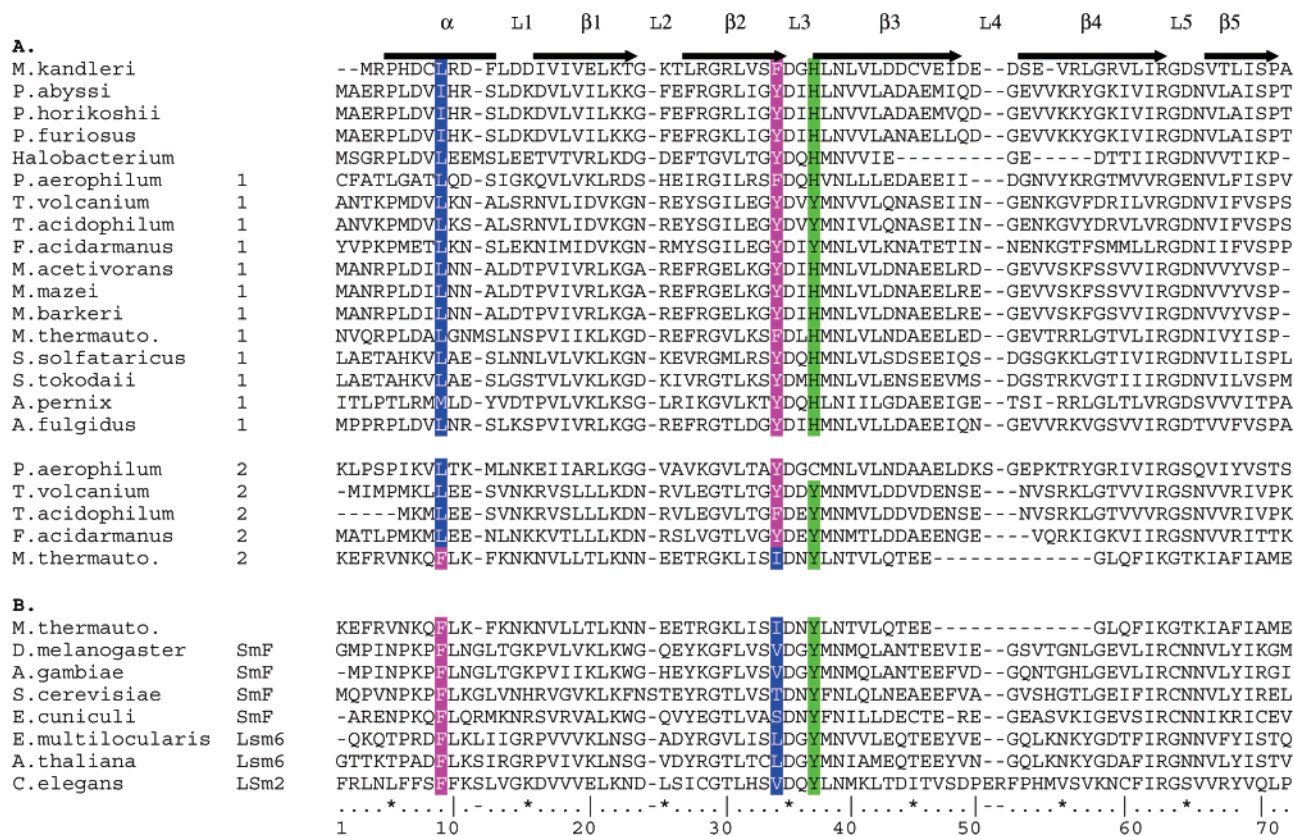 α L1 β1 L2 β2 L3 β3 L4 β4 L5 β5
A.
M.kandleri --MRPHDCLRD-FLDDIVIVELKTG-KTLRGRLVSFDGHLNLVLDDCVEIDE--DSE-VRLGRVLIRGDSVTLISPA
P.abyssi MAERPLDVIHR-SLDKDVLVILKKG-FEFRGRLIGYDIHLNVVLADAEMIQD--GEVVKRYGKIVIRGDNVLAISPT
P.horikoshii MAERPLDVIHR-SLDKDVLVILKKG-FEFRGKLIGYDIHLNVVLADAEMVQD--GEVVKKYGKIVIRGDNVLAISPT
P.furiosus MAERPLDVIHK-SLDKDVLVILKKG-FEFRGKLIGYDIHLNVVLANAELLQD--GEVVKKYGKIVIRGDNVLAISPT
Halobacterium MSGRPLDVLEEMSLEETVTVRLKDG-DEFTGVLTGYDQHMNVVIE---------GE-----DTTIIRGDNVVTIKP-
P.aerophilum 1 CFATLGATLQD-SIGKQVLVKLRDS-HEIRGILRSFDQHVNLLLEDAEEII--DGNVYKRGTMVVRGENVLFISPV
T.volcanium 1 ANTKPMDVLKN-ALSRNVLIDVKGN-REYSGILEGYDVYMNVVLQNASEIIN--GENKGVFDRILVRGDNVIFVSPS
T.acidophilum 1 ANVKPMDVLKS-SLSRNVLIDVKGN-REYSGILEGYDVYMNIVLQNASEIIN--GENKGVYDRVLVRGDNVIFVSPS
F.acidarmanus 1 YVPKPMETLKN-SLEKNIMIDVKGN-RMYSGILEGYDIYMNVVLKNATETIN--NENKGTFSMMLLRGDNIIFVSPP
M.acetivorans 1 MANRPLDILNN-ALDTPVIVRLKGA-REFRGELKGYDIHMNLVLDNAEELRD--GEVVSKFSSVVIRGDNVVYVSP-
M.mazei 1 MANRPLDILNN-ALDTPVIVRLKGA-REFRGELKGYDIHMNLVLDNAEELRE--GEVVSKFSSVVIRGDNVVYVSP-
M.barkeri 1 MANRPLDILNN-ALDTPVIVRLKGA-REFRGELKGYDIHMNLVLDNAEELRE--GEVVSKFGSVVIRGDNVVYVSP-
M.thermauto. 1 NVQRPLDALGNMSLNSPVIIKLKGD-REFRGVLKSFDLHMNLVLNDAEELED--GEVTRRLGTVLIRGDNIVYISP-
S.solfataricus 1 LAETAHKVLAE-SLNNLVLVKLKGN-KEVRGMLRSYDQHMNLVLSDSEEIQS--DGSGKKLGTIVIRGDNVILISPL
S.tokodaii 1 LAETAHKVLAE-SLGSTVLVKLKGD-KIVRGTLKSYDMHMNLVLENSEEVMS--DGSTRKVGTIIIRGDNVILVSPM
A.pernix 1 ITLPTLRMMLD-YVDTPVLVKLKSG-LRIKGVLKTYDQHLNIILGDAEEIGE--TSI-RRLGLTLVRGDSVVVITPA
A.fulgidus 1 MPPRPLDVLNR-SLKSPVIVRLKGG-REFRGTLDGYDIHMNLVLLDAEEIQN--GEVVRKVGSVVIRGDTVVFVSPA
P.aerophilum 2 KLPSPIKVLTK-MLNKEIIARLKGG-VAVKGVLTAYDGCMNLVLNDAAELDKS-GEPKTRYGRIVIRGSQVIYVSTS
T.volcanium 2 -MIMPMKLLEE-SVNKRVSLLLKDN-RVLEGTLTGYDDYMNMVLDDVDENSE---NVSRKLGTVVIRGSNVVRIVPK
T.acidophilum 2 -----MKMLEE-SVNKRVSLLLKDN-RVLEGVLTGFDEYMNMVLDDVDENSE---NVSRKLGTVVVRGSNVVRIVPK
F.acidarmanus 2 MATLPMKMLEE-NLNKKVTLLLKDN-RSLVGTLVGYDEYMNMTLDDAEENGE---VQRKIGKVIIRGSNVVRITTK
M.thermauto. 2 KEFRVNKQFLK-FKNKNVLLTLKNN-EETRGKLISIDNYLNTVLQTEE------------GLQFIKGTKIAFIAME
B.
M.thermauto. KEFRVNKQFLK-FKNKNVLLTLKNN-EETRGKLISIDNYLNTVLQTEE------------GLQFIKGTKIAFIAME
D.melanogaster SmF GMPINPKPFLNGLTGKPVLVKLKWG-QEYKGFLVSVDGYMNMQLANTEEVIE--GSVTGNLGEVLIRCNNVLYIKGM
A.gambiae SmF -MPINPKPFLNGLTGKPVIIKLKWG-HEYKGFLVSVDGYMNMQLANTEEFVD--GQNTGHLGEVLIRCNNVLYIRGI
S.cerevisiae SmF MQPVNPKPFLKGLVNHRVGVKLKFNSTEYRGTLVSTDNYFNLQLNEAEEFVA--GVSHGTLGEIFIRCNNVLYIREL
E.cuniculi SmF -ARENPKQFLQRMKNRSVRVALKWG-QVYEGTLVASDNYFNILLDECTE-RE--GEASVKIGEVSIRCNNIKRICEV
E.multilocularis Lsm6 -QKQTPRDFLKLIIGRPVVVKLNSG-ADYRGVLISLDGYMNVVLEQTEEYVE--GQLKNKYGDTFIRGNNVFYISTQ
A.thaliana Lsm6 GTTKTPADFLKSIRGRPVVVKLNSG-VDYRGTLTCLDGYMNIAMEQTEEYVN--GQLKNKYGDAFIRGNNVLYISTV
C.elegans LSm2 FRLNLFFSFFKSLVGKDVVVELKNDLSICGTLHSVDQYLNMKLTDITVSDPERFPHMVSVKNCFIRGSVVRYVQLP
1 10 20 30 40 50 60 70